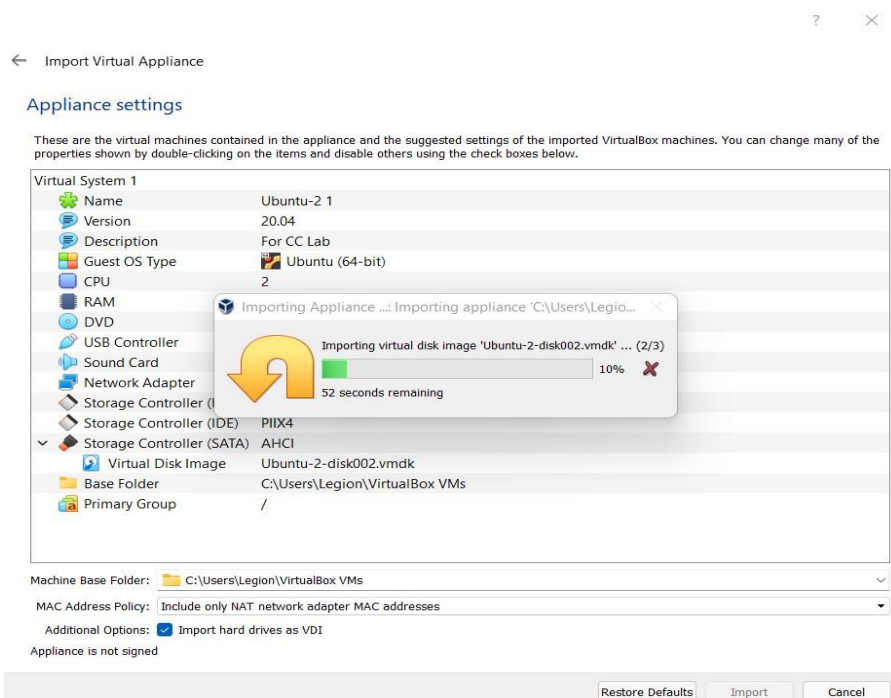 ?
Import Virtual Appliance
Appliance settings
These are the virtual machines contained in the appliance and the suggested settings of the imported VirtualBox machines. You can change many of the
properties shown by double-clicking on the items and disable others using the check boxes below.
Virtual System 1
Name Ubuntu-2 1
Version 20.04
Description For CC Lab
Guest OS Type Ubuntu (64-bit)
CPU 2
RAM
Importing Appliance ...: Importing appliance 'C:\Users\Legio...
DVD
USB Controller
Importing virtual disk image 'Ubuntu-2-disk002.vmdk' ... (2/3)
Sound Card
10%
Network Adapter
52 seconds remaining
Storage Controller (I
Storage Controller (IDE) PIIX4
Storage Controller (SATA) AHCI
Virtual Disk Image Ubuntu-2-disk002.vmdk
Base Folder C:\Users\Legion\VirtualBox VMs
Primary Group /
Machine Base Folder: C:\Users\Legion\VirtualBox VMs
MAC Address Policy: Include only NAT network adapter MAC addresses
Additional Options: Import hard drives as VDI
Appliance is not signed
Restore Defaults Import Cancel